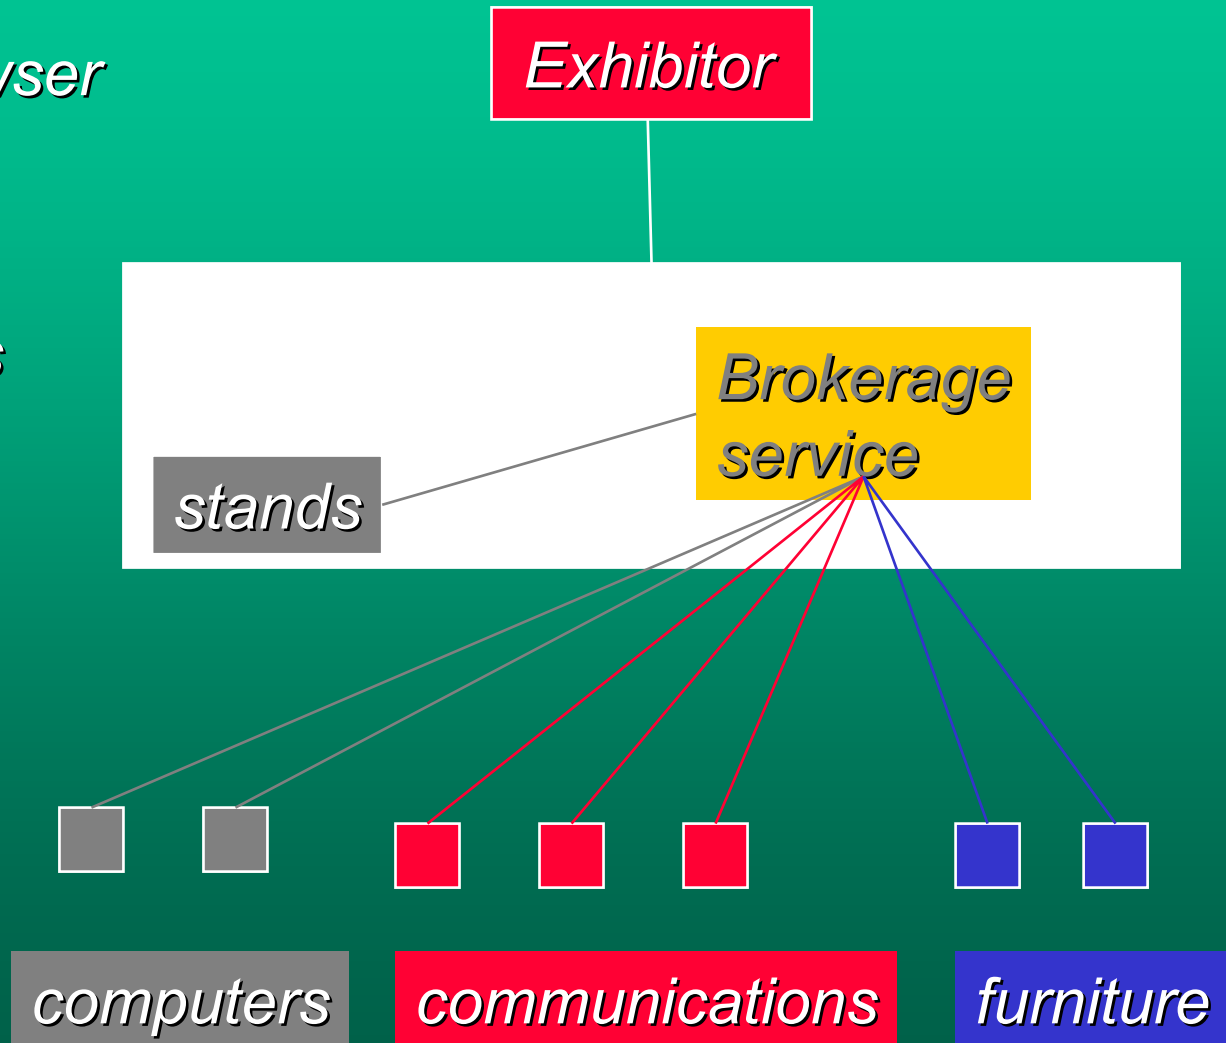 Exhibitor
Brokerage
service
stands
computers
communications
furniture